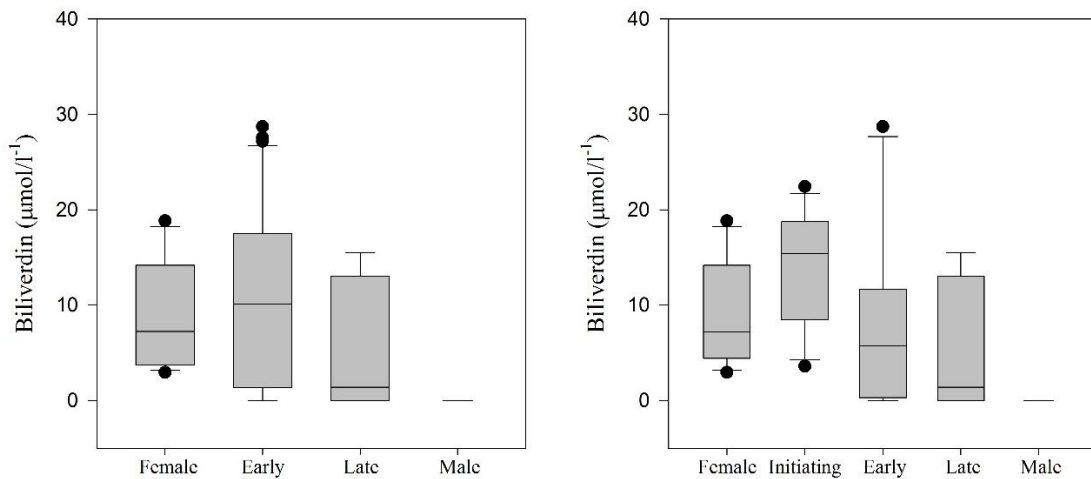 40
30
20
10
0
Biliverdin (µmol/l⁻¹)
Female
Early
Late
Male
40
30
20
10
0
Biliverdin (µmol/l⁻¹)
Female
Initiating
Early
Late
Male